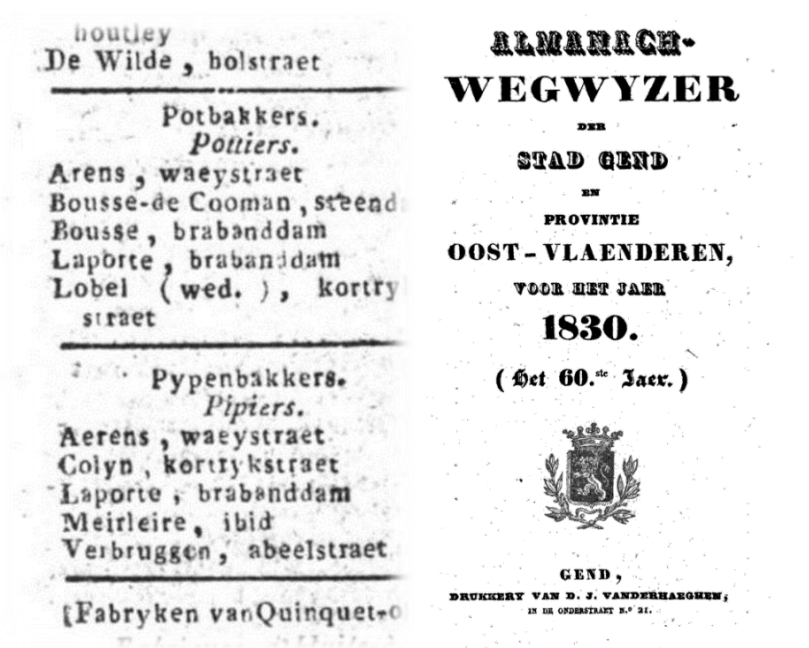 houtley
De Wilde, holstraet
Potbakkers.
Pottiers.
Arens, waeystraet
Bousse-de Cooman, steend
Bousse, brabanddam
Laporte, brabanddam
Lobel (wed.), kortry
straet
Pypenbakkers.
Pipiers.
Aerens, waeystraet
Colyn, kortrykstraet
Laporte, brabanddam
Meirleire, ibid
Verbruggen, abeelstraet
Fabryken van Quinquet-o
ALMANACH-
WEGWYZER
DER
STAD GEND
EN
PROVINTIE
OOST-VLAENDEREN,
VOOR HET JAER
1830.
(Het 60.ste Jaer.)
GEND,
DRUKKERY VAN D. J. VANDERHAEGHEN,
IN DE ONDERSTRAET N.° 21.